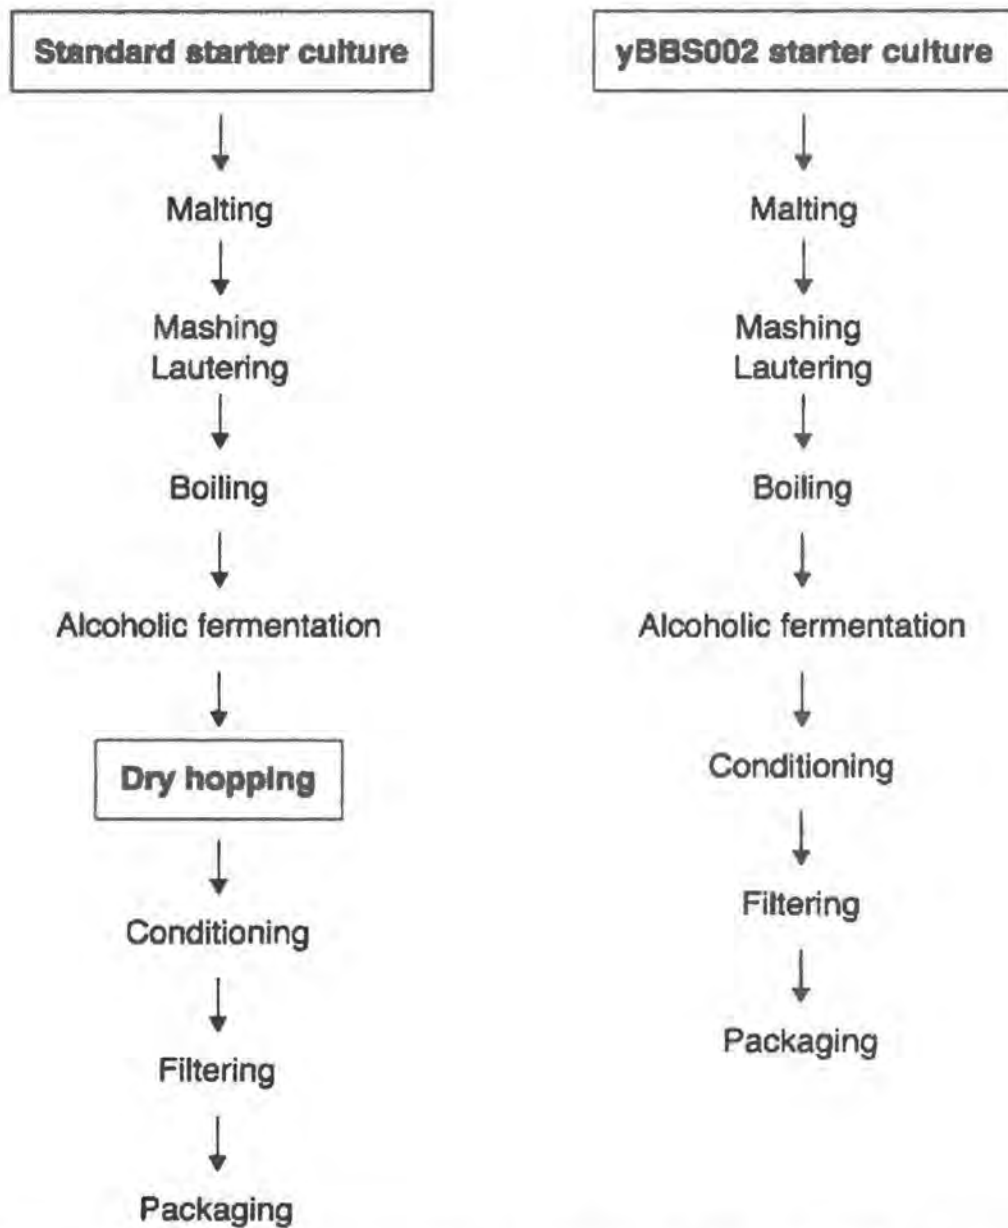 Standard starter culture
Malting
Mashing
Lautering
Boiling
Alcoholic fermentation
Dry hopping
Conditioning
Filtering
Packaging
yBBS002 starter culture
Malting
Mashing
Lautering
Boiling
Alcoholic fermentation
Conditioning
Filtering
Packaging